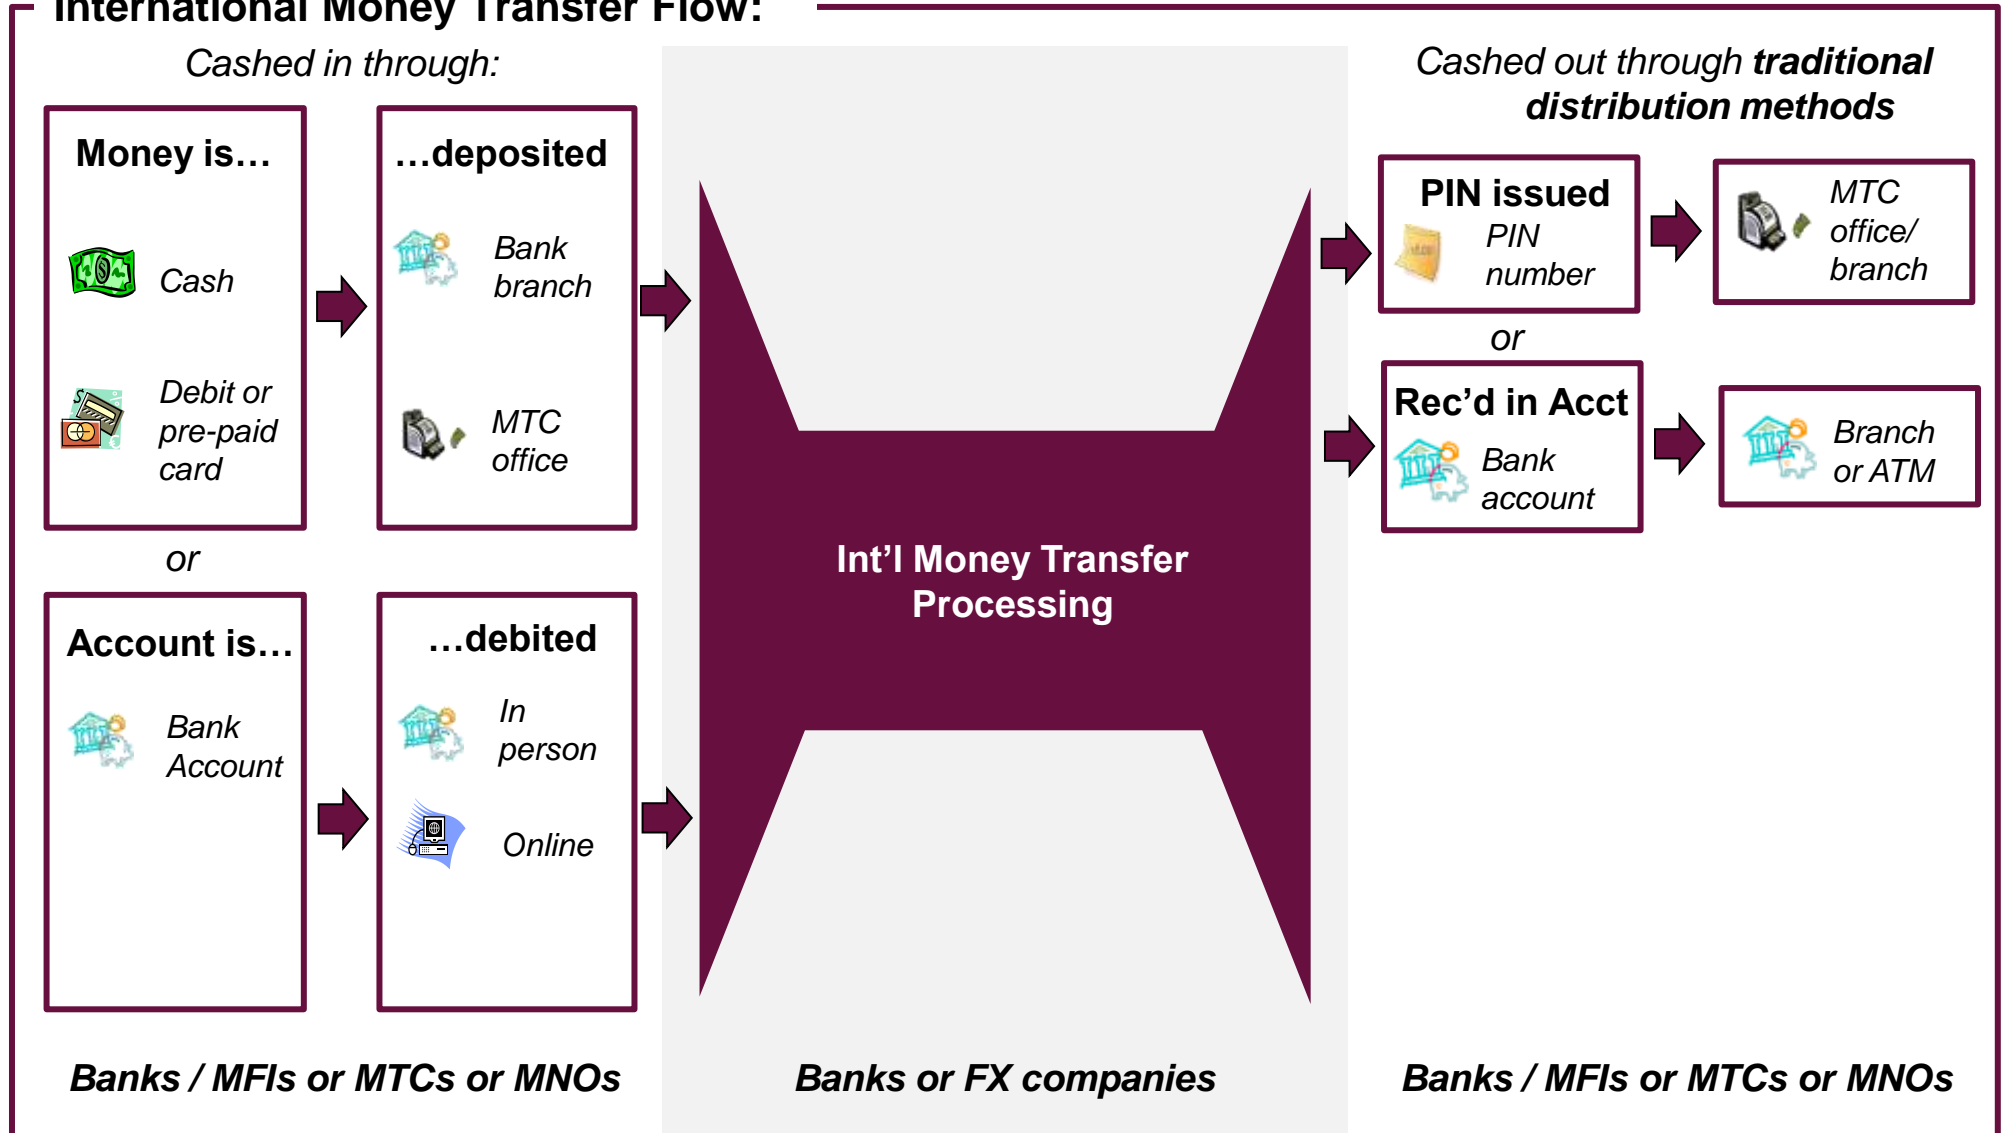 International Money Transfer Flow:
Cashed in through:
Money is…
Cash
Debit or
pre-paid
card
…deposited
Bank
branch
MTC
office
or
Account is…
Bank
Account
…debited
In
person
Online
Banks / MFIs or MTCs or MNOs
Int’l Money Transfer
Processing
Banks or FX companies
Cashed out through traditional
distribution methods
PIN issued
PIN
number
MTC
office/
branch
or
Rec’d in Acct
Bank
account
Branch
or ATM
Banks / MFIs or MTCs or MNOs